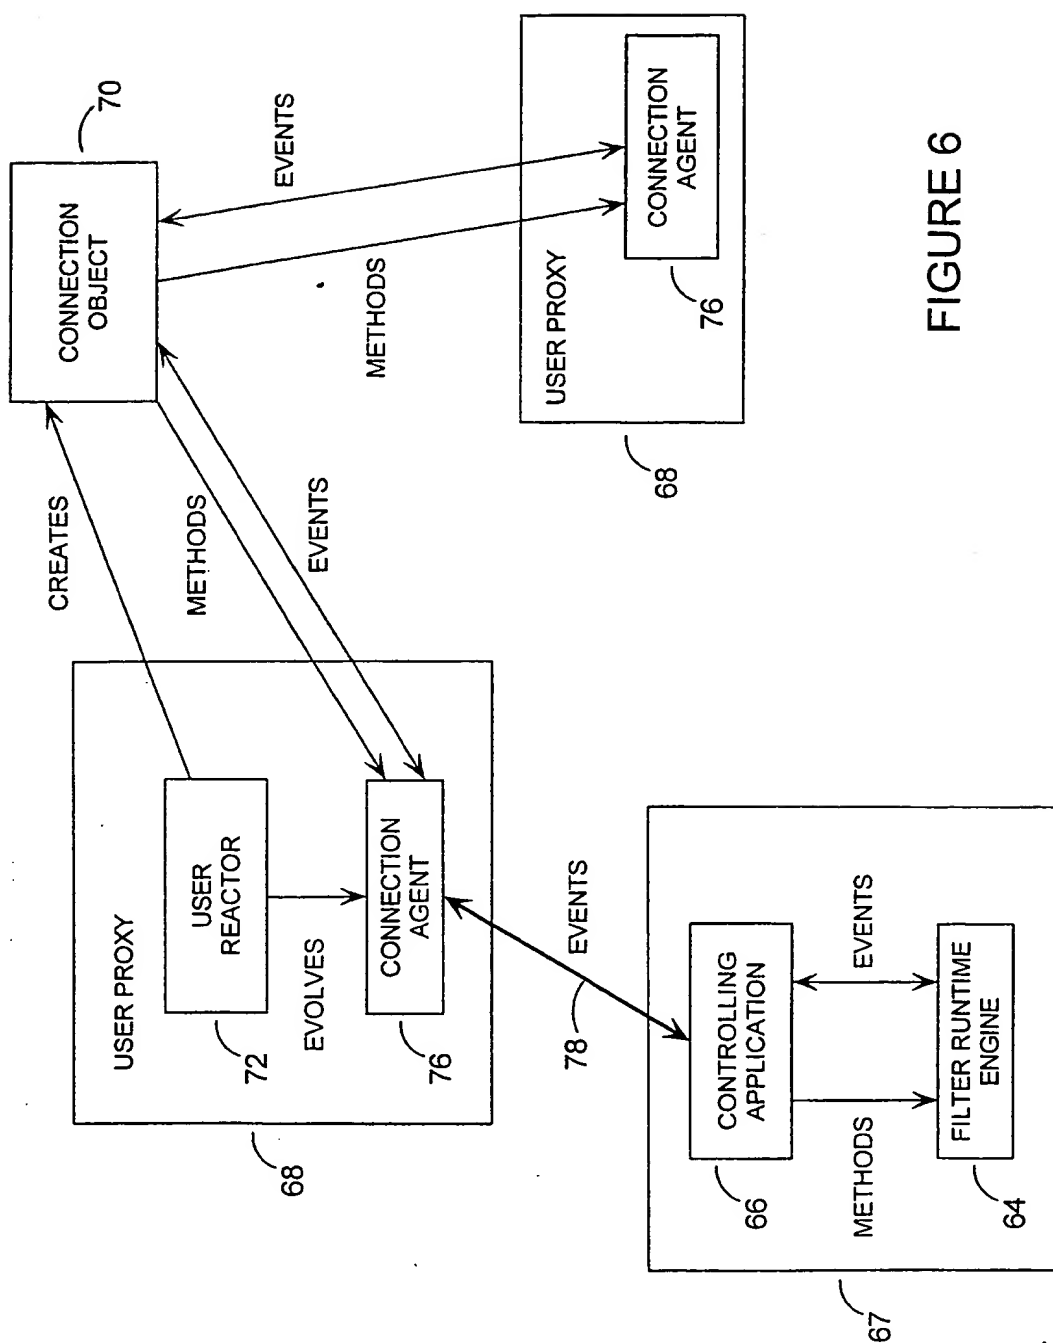 CONNECTION
OBJECT
70
CREATES
METHODS
EVENTS
METHODS
EVENTS
USER PROXY
USER
REACTOR
72
EVOLVES
CONNECTION
AGENT
76
68
USER PROXY
CONNECTION
AGENT
76
68
78
EVENTS
CONTROLLING
APPLICATION
66
METHODS
EVENTS
FILTER RUNTIME
ENGINE
64
67
FIGURE 6